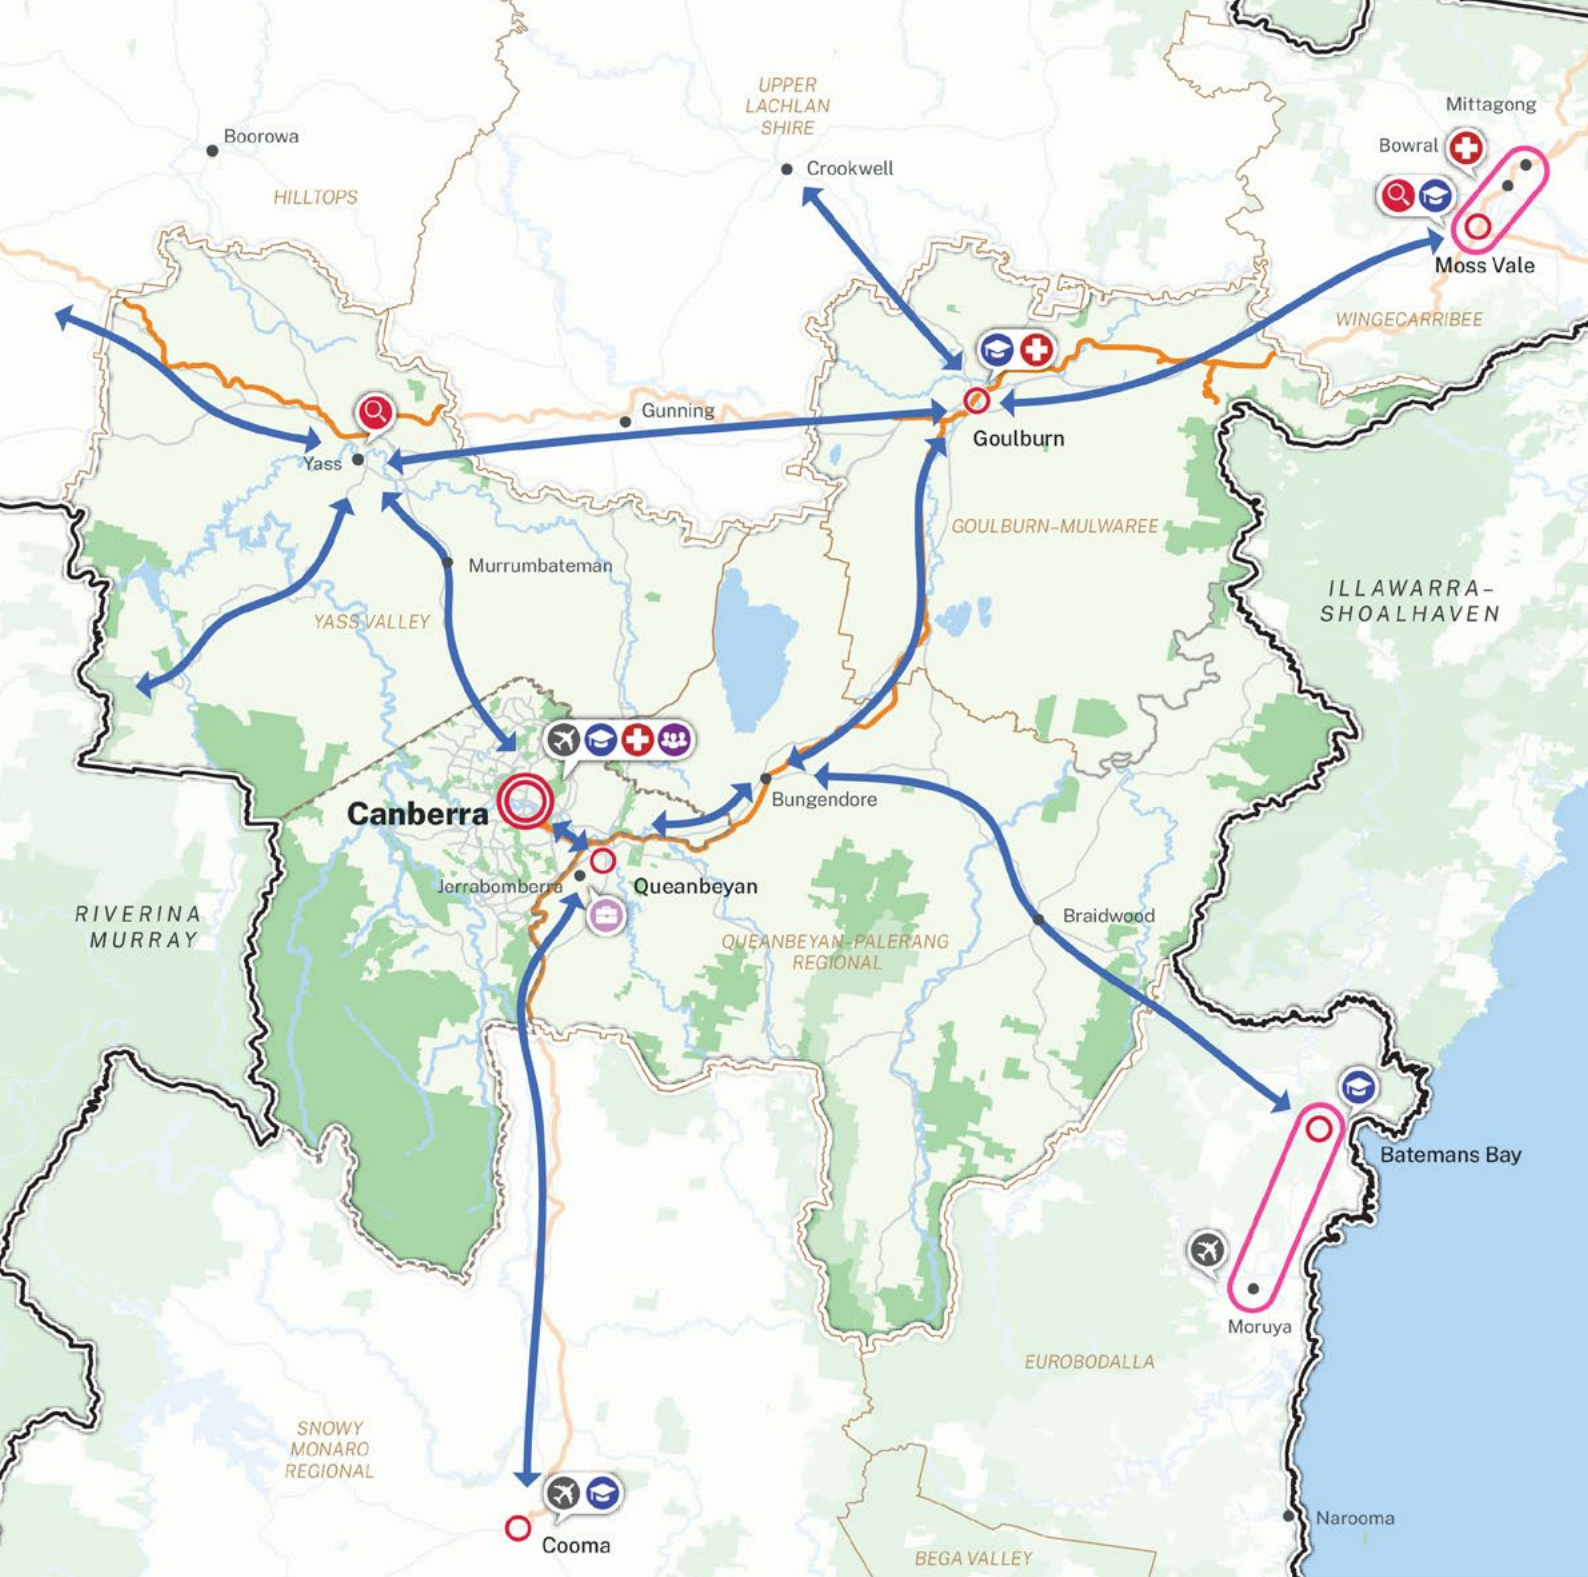 UPPER
LACHLAN
SHIRE
Mittagong
Boorowa
Bowral
Crookwell
HILLTOPS
Moss Vale
WINGECARRIBEE
Gunning
Goulburn
Yass
GOULBURN-MULWAREE
Murrumbateman
ILLAWARRA-
SHOALHAVEN
YASS VALLEY
Bungendore
Canberra
Jerrabomberra
Queanbeyan
RIVERINA
MURRAY
Braidwood
QUEANBEYAN-PALERANG
REGIONAL
Batemans Bay
Moruya
EUROBODALLA
SNOWY
MONARO
REGIONAL
Narooma
Cooma
BEGA VALLEY